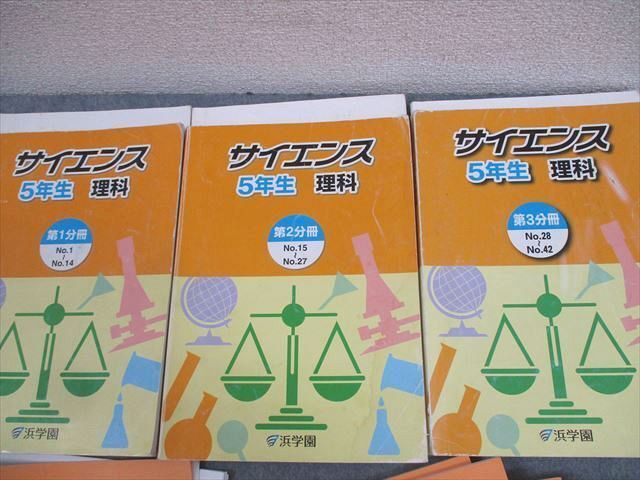 サイエンス
5年生 理科
第1分冊
No.1
~
No.14
浜学園
サイエンス
5年生 理科
第2分冊
No.15
~
No.27
浜学園
サイエンス
5年生 理科
第3分冊
No.28
~
No.42
浜学園